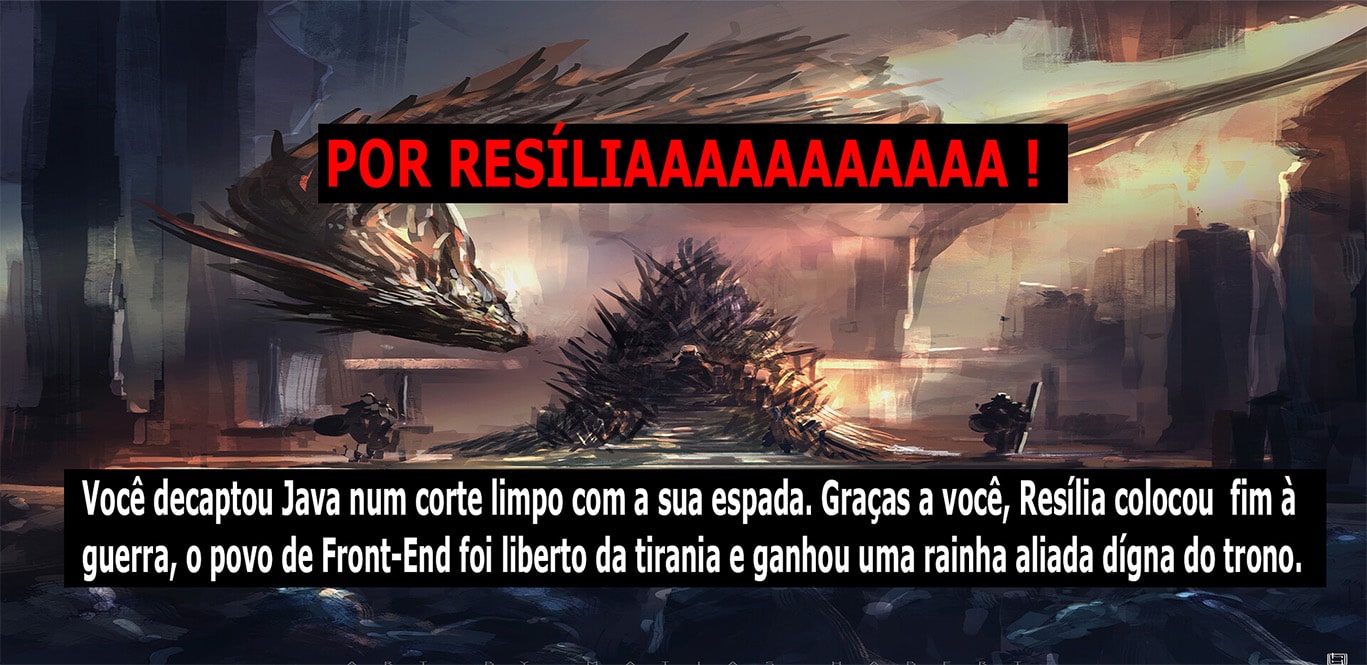 POR RESÍLIAAAAAAAAAAA !
Você decaptou Java num corte limpo com a sua espada. Graças a você, Resília colocou fim à
guerra, o povo de Front-End foi liberto da tirania e ganhou uma rainha aliada dígna do trono.